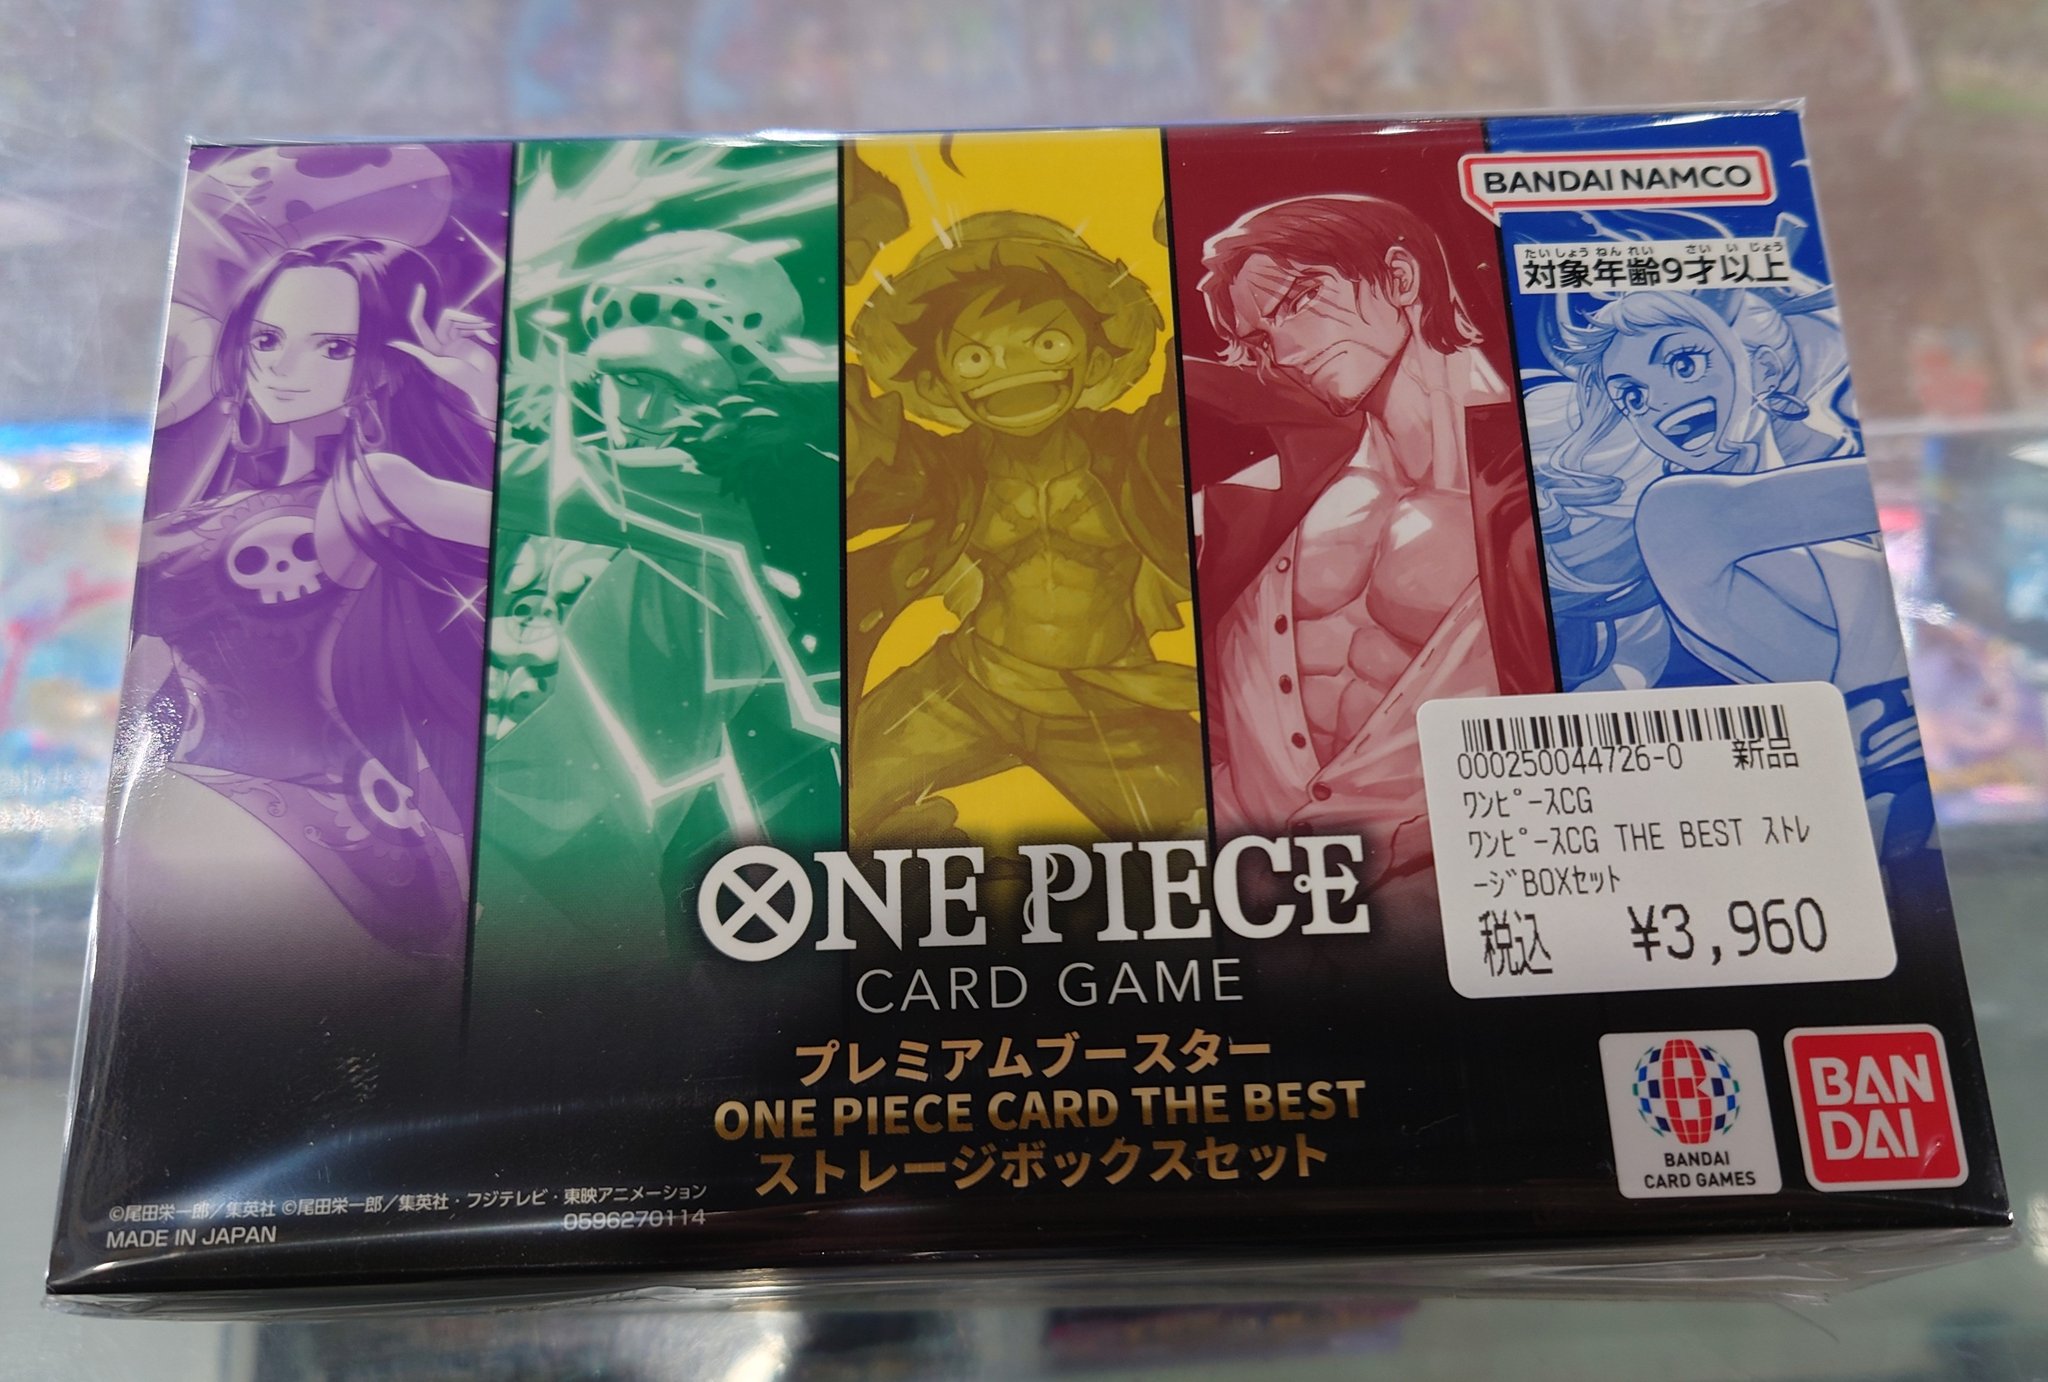 BANDAI NAMCO
たいしょうねんれい さいいじょう
対象年齢9才以上
000250044726-0 新品
ﾜﾝﾋﾟｰｽCG
ﾜﾝﾋﾟｰｽCG THE BEST ｽﾄﾚ
ｰｼﾞBOXｾｯﾄ
税込 ¥3,960
ONE PIECE
CARD GAME
プレミアムブースター
ONE PIECE CARD THE BEST
ストレージボックスセット
BANDAI
CARD GAMES
BAN
DAI
©尾田栄一郎／集英社 ©尾田栄一郎／集英社・フジテレビ・東映アニメーション
MADE IN JAPAN
0596270114